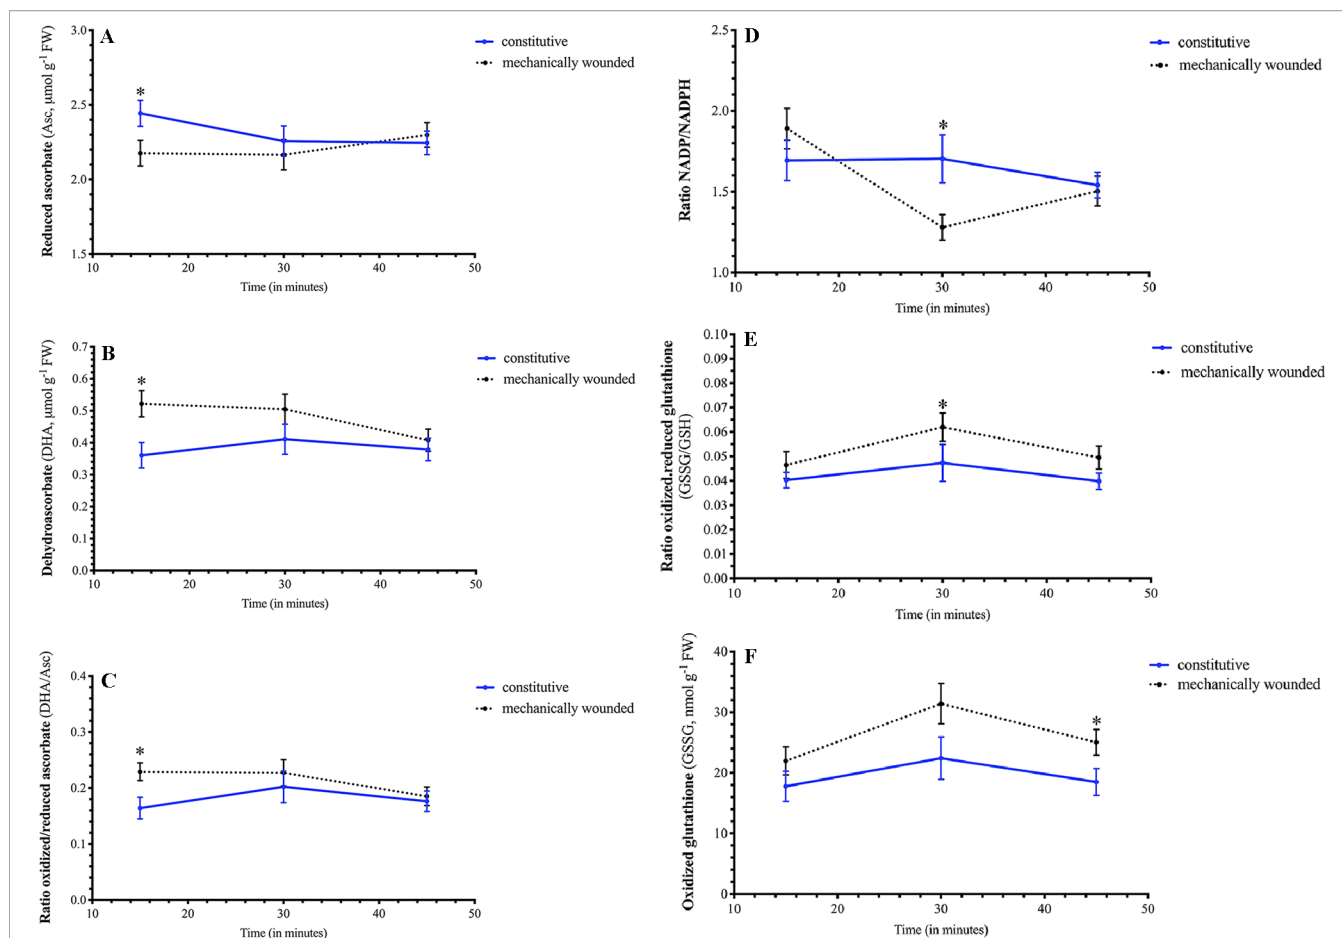 A
Reduced ascorbate (Asc, μmol g-1 FW)
3.0
2.5
2.0
1.5
*
constitutive
mechanically wounded
10 20 30 40 50
Time (in minutes)
B
Dehydroascorbate (DHA, μmol g-1 FW)
0.7
0.6
0.5
0.4
0.3
0.2
0.1
0.0
*
constitutive
mechanically wounded
10 20 30 40 50
Time (in minutes)
C
Ratio oxidized/reduced ascorbate (DHA/Asc)
0.4
0.3
0.2
0.1
0.0
*
constitutive
mechanically wounded
10 20 30 40 50
Time (in minutes)
D
Ratio NADP/NADPH
2.5
2.0
1.5
1.0
*
constitutive
mechanically wounded
10 20 30 40 50
Time (in minutes)
E
Ratio oxidized.reduced glutathione
(GSSG/GSH)
0.10
0.09
0.08
0.07
0.06
0.05
0.04
0.03
0.02
0.01
0.00
*
constitutive
mechanically wounded
10 20 30 40 50
Time (in minutes)
F
Oxidized glutathione (GSSG, nmol g-1 FW)
40
30
20
10
0
*
constitutive
mechanically wounded
10 20 30 40 50
Time (in minutes)